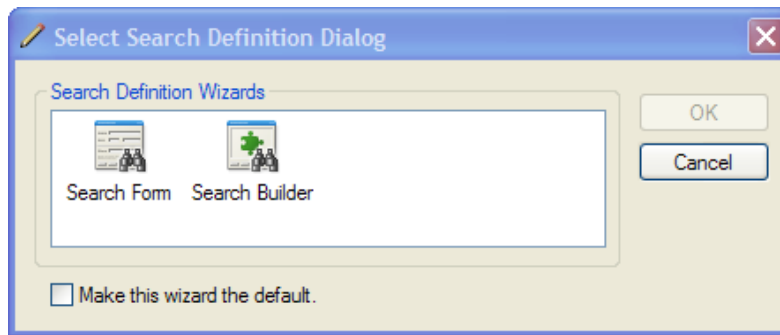 Select Search Definition Dialog
Search Definition Wizards
Search Form
Search Builder
OK
Cancel
Make this wizard the default.